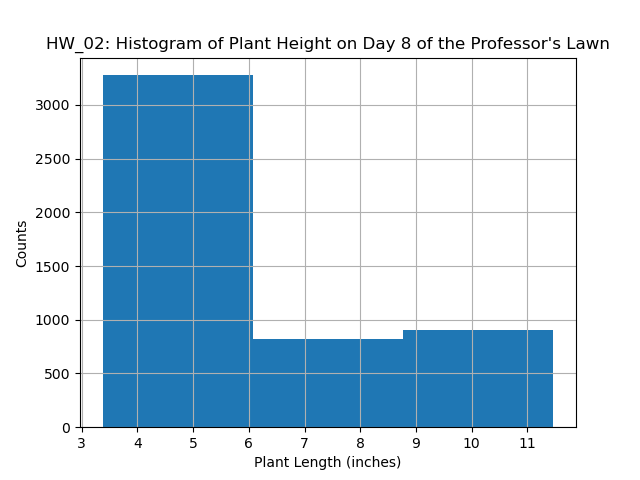 HW_02: Histogram of Plant Height on Day 8 of the Professor's Lawn
Counts
3000
2500
2000
1500
1000
500
0
3 4 5 6 7 8 9 10 11
Plant Length (inches)